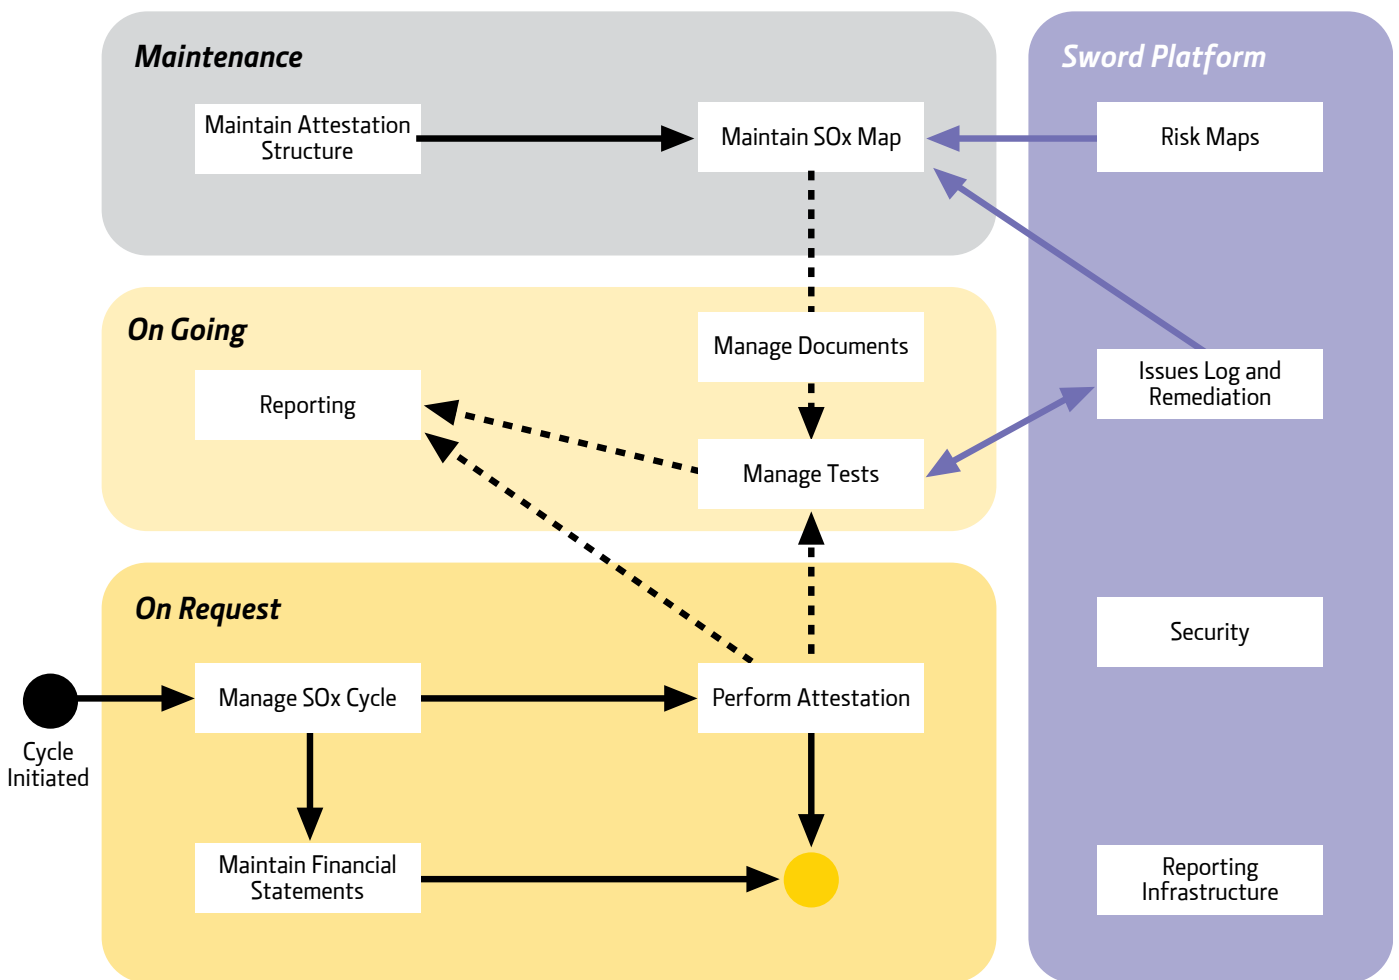 Maintenance
Maintain Attestation
Structure
Maintain SOx Map
Sword Platform
Risk Maps
On Going
Manage Documents
Reporting
Manage Tests
Issues Log and
Remediation
On Request
Manage SOx Cycle
Perform Attestation
Cycle
Initiated
Maintain Financial
Statements
Security
Reporting
Infrastructure